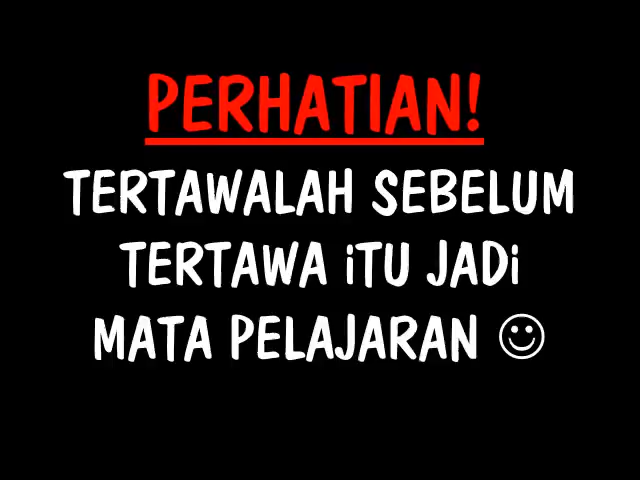 PERHATIAN!
TERTAWALAH SEBELUM
TERTAWA iTU JADi
MATA PELAJARAN ☺